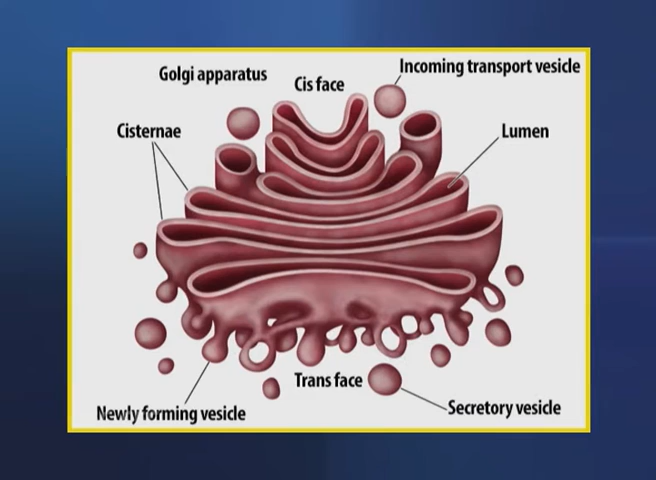 Golgi apparatus
Cis face
Incoming transport vesicle
Cisternae
Lumen
Trans face
Newly forming vesicle
Secretory vesicle